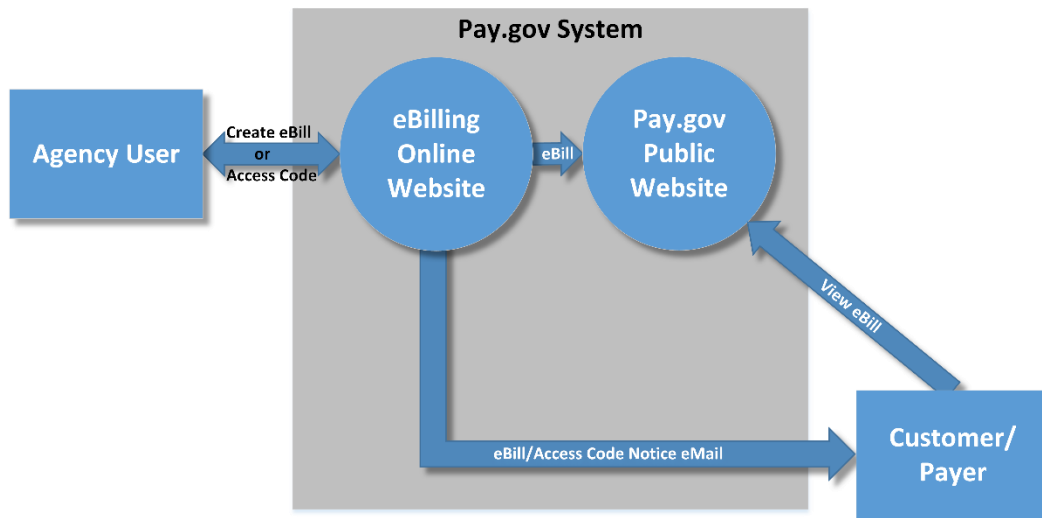 Pay.gov System
Agency User
Create eBill
or
Access Code
eBilling
Online
Website
eBill
Pay.gov
Public
Website
View eBill
eBill/Access Code Notice eMail
Customer/
Payer